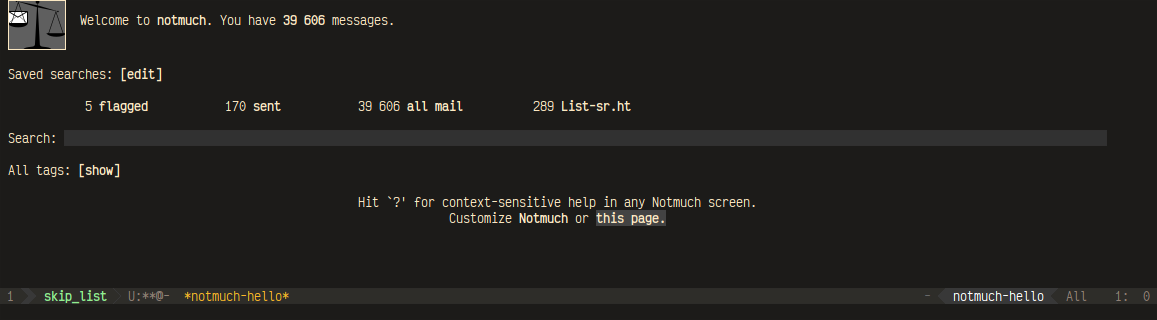 Welcome to notmuch. You have 39 606 messages.
Saved searches: [edit]
5 flagged 170 sent 39 606 all mail 289 List-sr.ht
Search:
All tags: [show]
Hit `?' for context-sensitive help in any Notmuch screen.
Customize Notmuch or this page.
1 skip_list U:**@- *notmuch-hello* - notmuch-hello All 1: 0